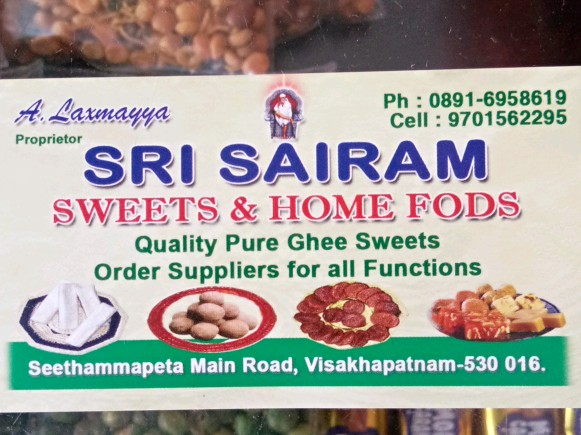 A. Laxmayya
Proprietor
Ph : 0891-6958619
Cell : 9701562295
SRI SAIRAM
SWEETS & HOME FODS
Quality Pure Ghee Sweets
Order Suppliers for all Functions
Seethammapeta Main Road, Visakhapatnam-530 016.